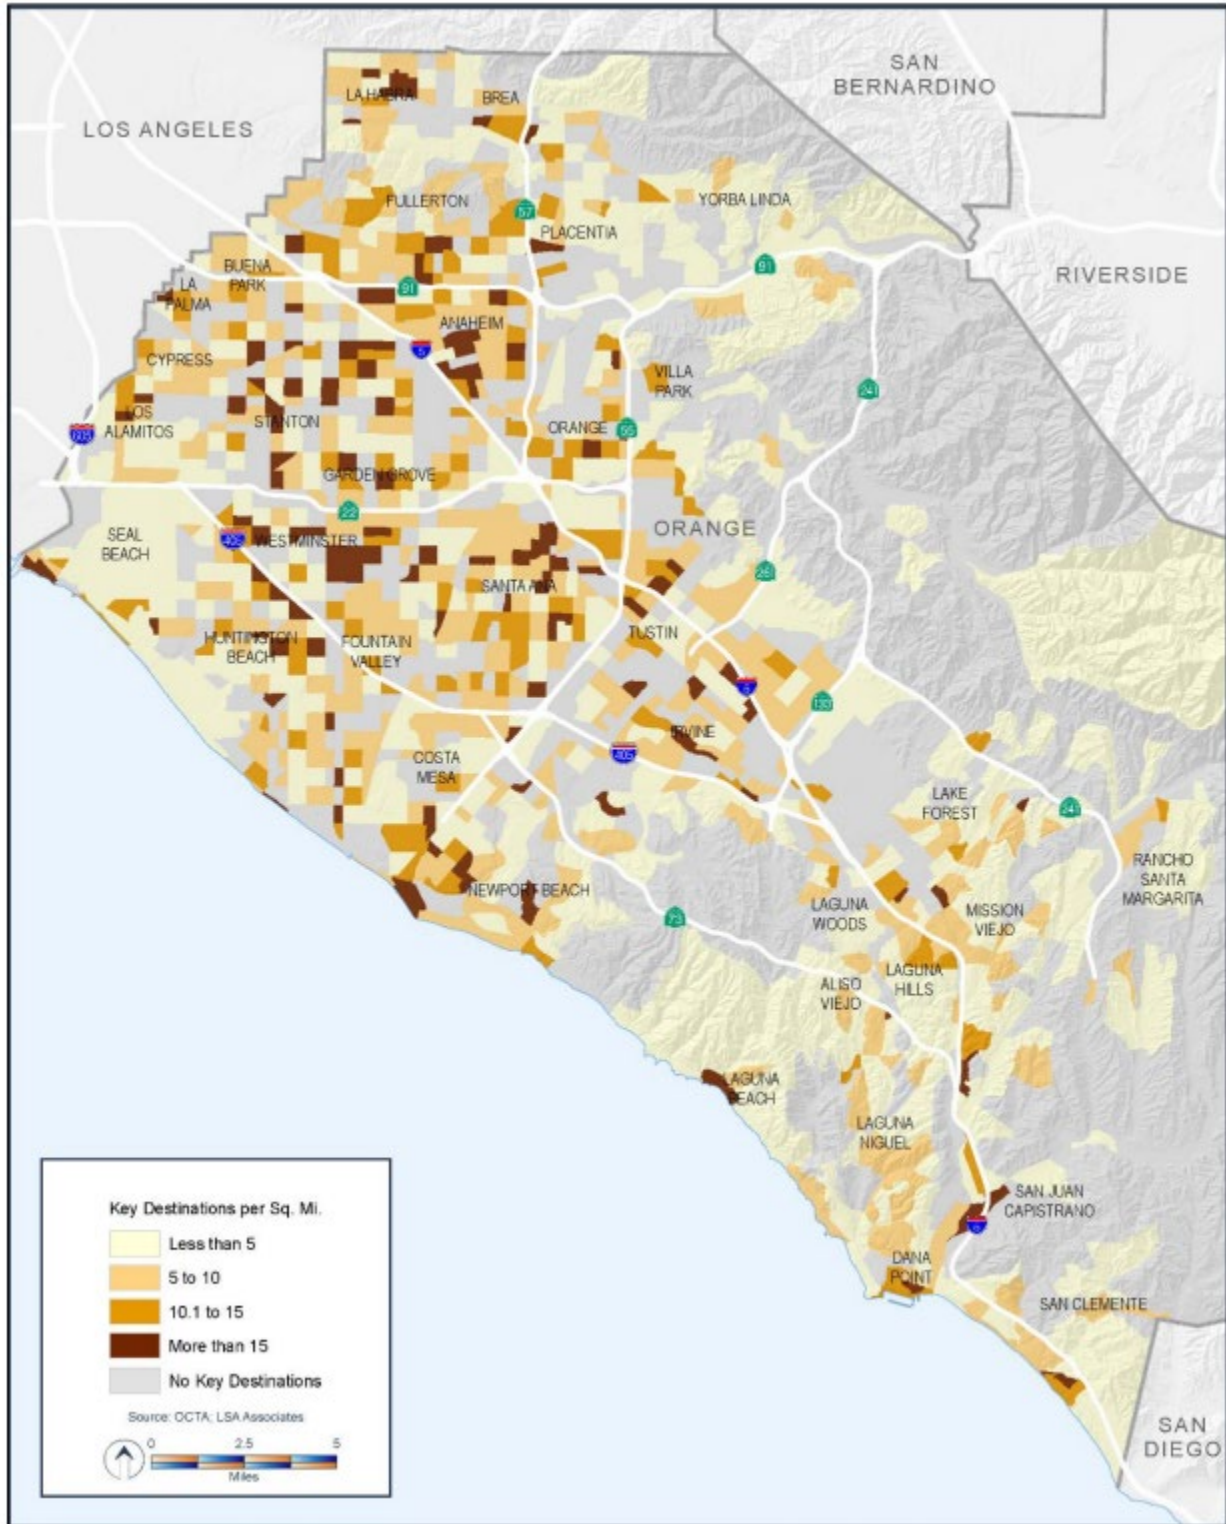 SAN
BERNARDINO
LOS ANGELES
LA HABRA
BREA
FULLERTON
57
YORBA LINDA
PLACENTIA
BUENA
PARK
91
91
RIVERSIDE
LA
PALMA
ANAHEIM
5
CYPRESS
VILLA
PARK
241
LOS
ALAMITOS
STANTON
ORANGE
55
605
GARDEN GROVE
22
ORANGE
SEAL
BEACH
405
WESTMINSTER
261
SANTA ANA
TUSTIN
HUNTINGTON
BEACH
FOUNTAIN
VALLEY
5
133
IRVINE
405
COSTA
MESA
LAKE
FOREST
241
RANCHO
SANTA
MARGARITA
NEWPORT BEACH
LAGUNA
WOODS
73
MISSION
VIEJO
LAGUNA
HILLS
ALISO
VIEJO
LAGUNA
BEACH
LAGUNA
NIGUEL
SAN JUAN
CAPISTRANO
5
DANA
POINT
SAN CLEMENTE
SAN
DIEGO
Key Destinations per Sq. Mi.
Less than 5
5 to 10
10.1 to 15
More than 15
No Key Destinations
Source: OCTA; LSA Associates
0 2.5 5
Miles